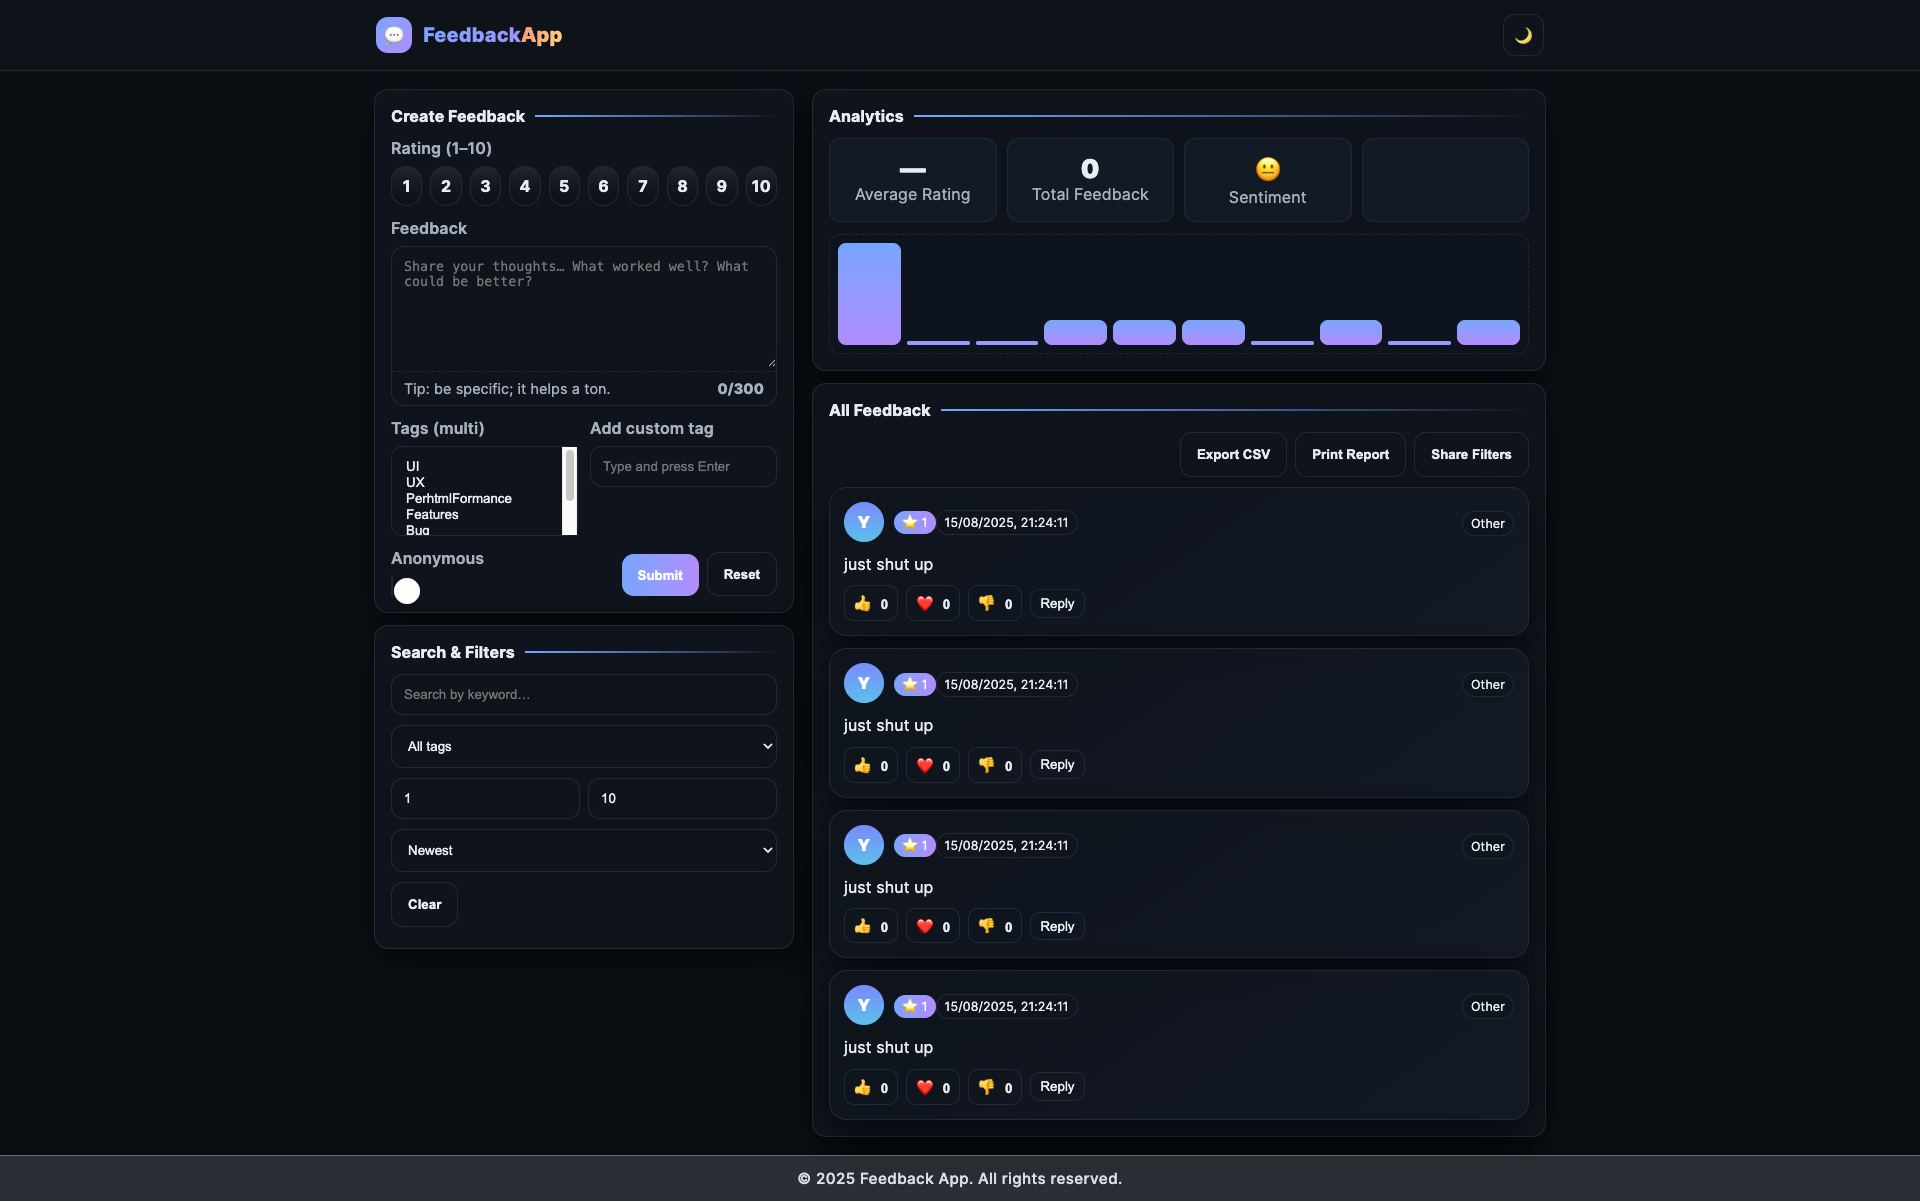 FeedbackApp
Create Feedback
Rating (1–10)
1 2 3 4 5 6 7 8 9 10
Feedback
Share your thoughts… What worked well? What
could be better?
Tip: be specific; it helps a ton. 0/300
Tags (multi)
UI
UX
PerhtmlFormance
Features
Bug
Add custom tag
Type and press Enter
Anonymous
Submit Reset
Search & Filters
Search by keyword…
All tags
1 10
Newest
Clear
Analytics
—
Average Rating
0
Total Feedback
Sentiment
All Feedback
Export CSV Print Report Share Filters
Y 1 15/08/2025, 21:24:11 Other
just shut up
0 0 0 Reply
Y 1 15/08/2025, 21:24:11 Other
just shut up
0 0 0 Reply
Y 1 15/08/2025, 21:24:11 Other
just shut up
0 0 0 Reply
Y 1 15/08/2025, 21:24:11 Other
just shut up
0 0 0 Reply
© 2025 Feedback App. All rights reserved.